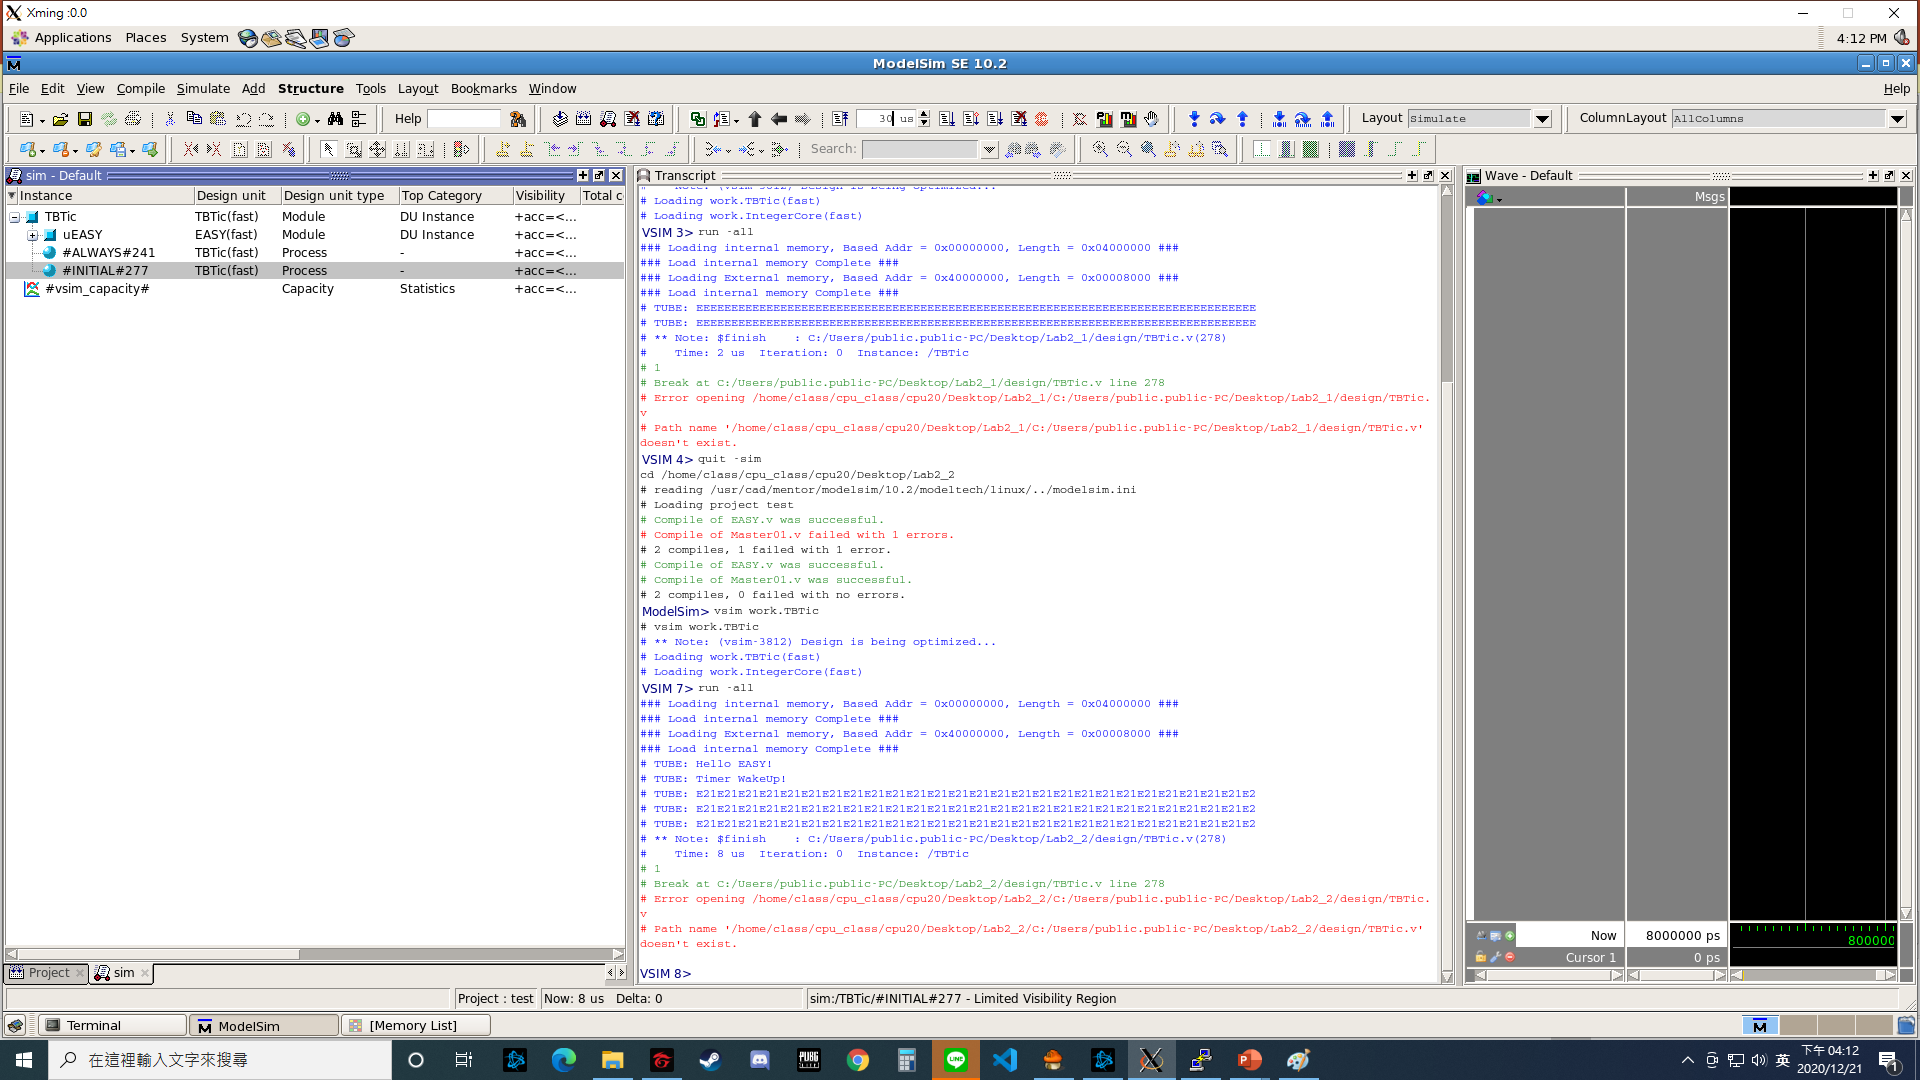 Xming :0.0
Applications Places System
4:12 PM
ModelSim SE 10.2
File Edit View Compile Simulate Add Structure Tools Layout Bookmarks Window
Help
Help 30 us Layout Simulate ColumnLayout AllColumns
Search:
sim - Default
Instance Design unit Design unit type Top Category Visibility Total c
TBTic TBTic(fast) Module DU Instance +acc=<...
uEASY EASY(fast) Module DU Instance +acc=<...
#ALWAYS#241 TBTic(fast) Process - +acc=<...
#INITIAL#277 TBTic(fast) Process - +acc=<...
#vsim_capacity# Capacity Statistics +acc=<...
Project sim
Transcript
# ** Note: (vsim-3812) Design is being optimized...
# Loading work.TBTic(fast)
# Loading work.IntegerCore(fast)
VSIM 3> run -all
### Loading internal memory, Based Addr = 0x00000000, Length = 0x04000000 ###
### Load internal memory Complete ###
### Loading External memory, Based Addr = 0x40000000, Length = 0x00008000 ###
### Load internal memory Complete ###
# TUBE: EEEEEEEEEEEEEEEEEEEEEEEEEEEEEEEEEEEEEEEEEEEEEEEEEEEEEEEEEEEEEEEEEEEEEEEEEEEEEEEE
# TUBE: EEEEEEEEEEEEEEEEEEEEEEEEEEEEEEEEEEEEEEEEEEEEEEEEEEEEEEEEEEEEEEEEEEEEEEEEEEEEEEEE
# ** Note: $finish    : C:/Users/public.public-PC/Desktop/Lab2_1/design/TBTic.v(278)
#    Time: 2 us  Iteration: 0  Instance: /TBTic
# 1
# Break at C:/Users/public.public-PC/Desktop/Lab2_1/design/TBTic.v line 278
# Error opening /home/class/cpu_class/cpu20/Desktop/Lab2_1/C:/Users/public.public-PC/Desktop/Lab2_1/design/TBTic.
v
# Path name '/home/class/cpu_class/cpu20/Desktop/Lab2_1/C:/Users/public.public-PC/Desktop/Lab2_1/design/TBTic.v'
doesn't exist.
VSIM 4> quit -sim
cd /home/class/cpu_class/cpu20/Desktop/Lab2_2
# reading /usr/cad/mentor/modelsim/10.2/modeltech/linux/../modelsim.ini
# Loading project test
# Compile of EASY.v was successful.
# Compile of Master01.v failed with 1 errors.
# 2 compiles, 1 failed with 1 error.
# Compile of EASY.v was successful.
# Compile of Master01.v was successful.
# 2 compiles, 0 failed with no errors.
ModelSim> vsim work.TBTic
# vsim work.TBTic
# ** Note: (vsim-3812) Design is being optimized...
# Loading work.TBTic(fast)
# Loading work.IntegerCore(fast)
VSIM 7> run -all
### Loading internal memory, Based Addr = 0x00000000, Length = 0x04000000 ###
### Load internal memory Complete ###
### Loading External memory, Based Addr = 0x40000000, Length = 0x00008000 ###
### Load internal memory Complete ###
# TUBE: Hello EASY!
# TUBE: Timer WakeUp!
# TUBE: E21E21E21E21E21E21E21E21E21E21E21E21E21E21E21E21E21E21E21E21E21E21E21E21E21E21E2
# TUBE: E21E21E21E21E21E21E21E21E21E21E21E21E21E21E21E21E21E21E21E21E21E21E21E21E21E21E2
# TUBE: E21E21E21E21E21E21E21E21E21E21E21E21E21E21E21E21E21E21E21E21E21E21E21E21E21E21E2
# ** Note: $finish    : C:/Users/public.public-PC/Desktop/Lab2_2/design/TBTic.v(278)
#    Time: 8 us  Iteration: 0  Instance: /TBTic
# 1
# Break at C:/Users/public.public-PC/Desktop/Lab2_2/design/TBTic.v line 278
# Error opening /home/class/cpu_class/cpu20/Desktop/Lab2_2/C:/Users/public.public-PC/Desktop/Lab2_2/design/TBTic.
v
# Path name '/home/class/cpu_class/cpu20/Desktop/Lab2_2/C:/Users/public.public-PC/Desktop/Lab2_2/design/TBTic.v'
doesn't exist.
VSIM 8>
Wave - Default
Msgs
Now 8000000 ps 800000
Cursor 1 0 ps
Project : test Now: 8 us Delta: 0 sim:/TBTic/#INITIAL#277 - Limited Visibility Region
Terminal ModelSim [Memory List]
在這裡輸入文字來搜尋
PUBG
LINE
英
下午 04:12
2020/12/21
1